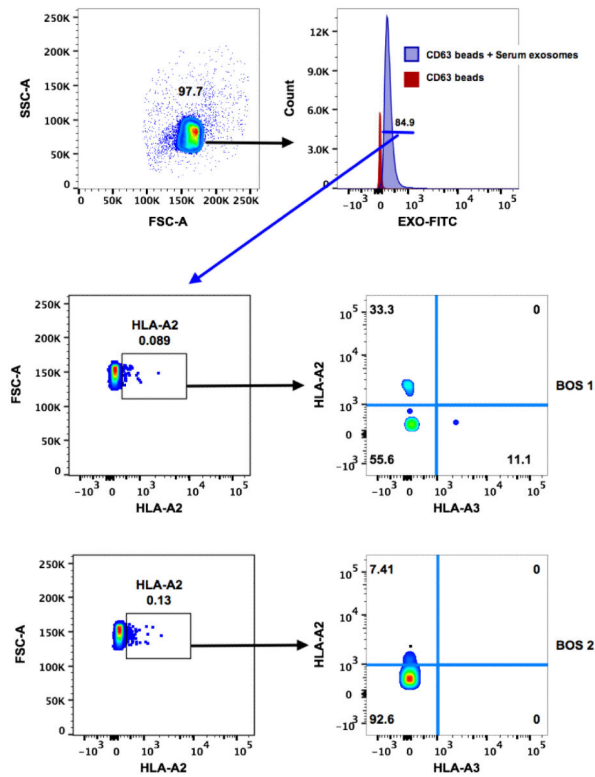 250K
200K
150K
100K
50K
0
SSC-A
97.7
0 50K 100K 150K 200K 250K
FSC-A
12.K
9.0K
6.0K
3.0K
0
Count
CD63 beads + Serum exosomes
CD63 beads
84.9
-10³ 0 10³ 10⁴ 10⁵
EXO-FITC
250K
200K
150K
100K
50K
0
FSC-A
HLA-A2
0.089
-10³ 0 10³ 10⁴ 10⁵
HLA-A2
10⁵
10⁴
10³
0
-10³
HLA-A2
33.3 0
55.6 11.1
-10³ 0 10³ 10⁴ 10⁵
HLA-A3
BOS 1
250K
200K
150K
100K
50K
0
FSC-A
HLA-A2
0.13
-10³ 0 10³ 10⁴ 10⁵
HLA-A2
10⁵
10⁴
10³
0
-10³
HLA-A2
7.41 0
92.6 0
-10³ 0 10³ 10⁴ 10⁵
HLA-A3
BOS 2